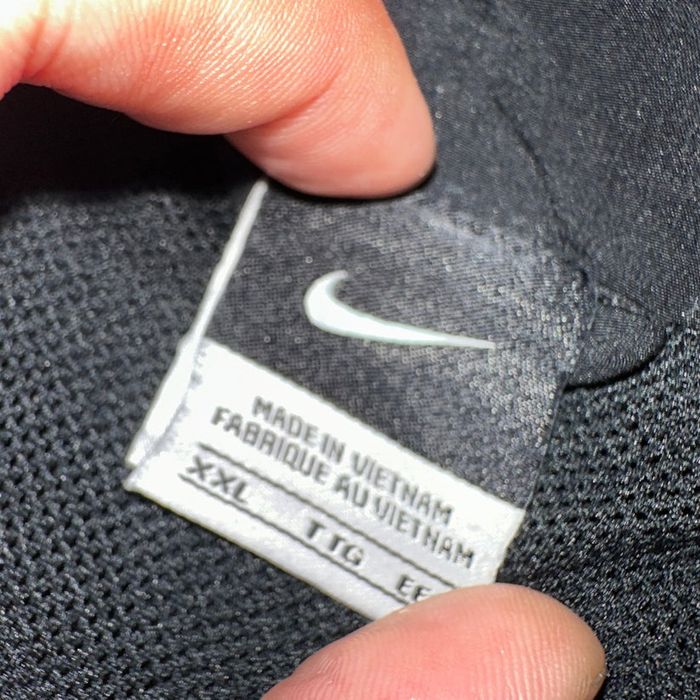 MADE IN VIETNAM
FABRIQUE AU VIETNAM
XXL TTG